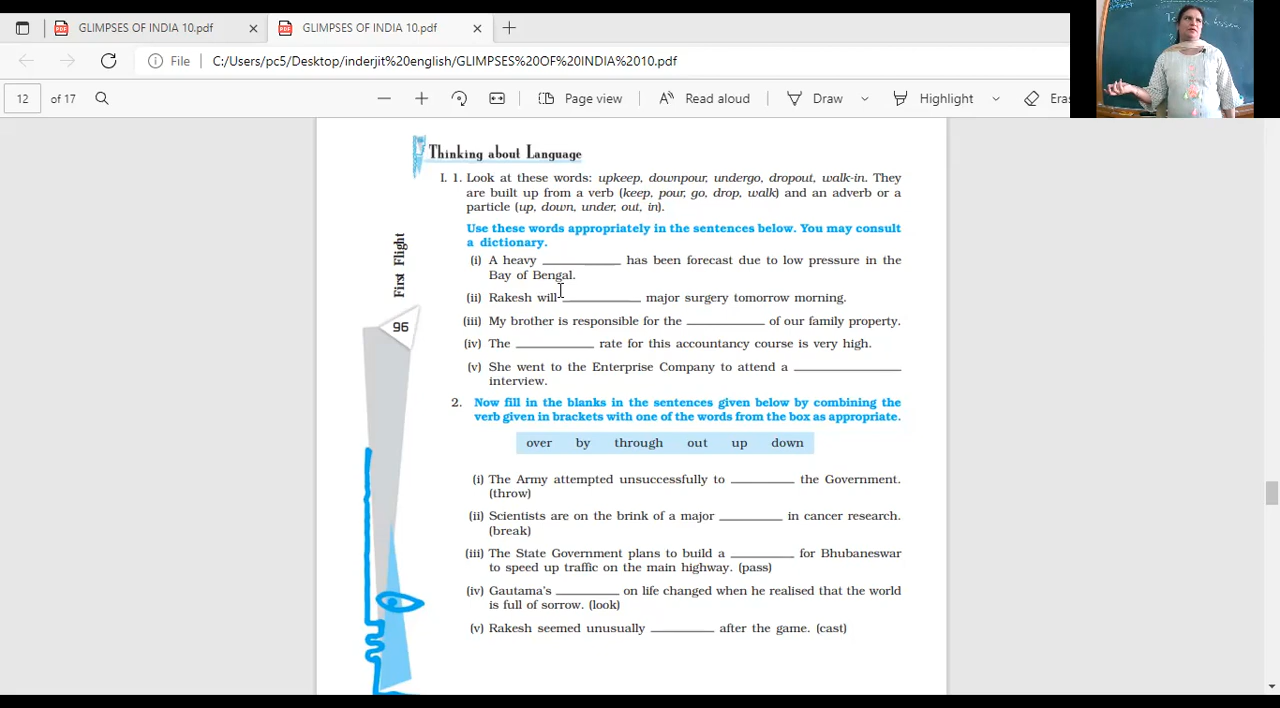 GLIMPSES OF INDIA 10.pdf
GLIMPSES OF INDIA 10.pdf
File
C:/Users/pc5/Desktop/inderjit%20english/GLIMPSES%20OF%20INDIA%2010.pdf
12 of 17
Page view
Read aloud
Draw
Highlight
Eras
Thinking about Language
I. 1. Look at these words: upkeep, downpour, undergo, dropout, walk-in. They
are built up from a verb (keep, pour, go, drop, walk) and an adverb or a
particle (up, down, under, out, in).
Use these words appropriately in the sentences below. You may consult
a dictionary.
(i) A heavy ____________ has been forecast due to low pressure in the
Bay of Bengal.
(ii) Rakesh will ____________ major surgery tomorrow morning.
(iii) My brother is responsible for the ____________ of our family property.
(iv) The ____________ rate for this accountancy course is very high.
(v) She went to the Enterprise Company to attend a ________________
interview.
2. Now fill in the blanks in the sentences given below by combining the
verb given in brackets with one of the words from the box as appropriate.
over by through out up down
(i) The Army attempted unsuccessfully to __________ the Government.
(throw)
(ii) Scientists are on the brink of a major __________ in cancer research.
(break)
(iii) The State Government plans to build a __________ for Bhubaneswar
to speed up traffic on the main highway. (pass)
(iv) Gautama's __________ on life changed when he realised that the world
is full of sorrow. (look)
(v) Rakesh seemed unusually __________ after the game. (cast)
First Flight
96